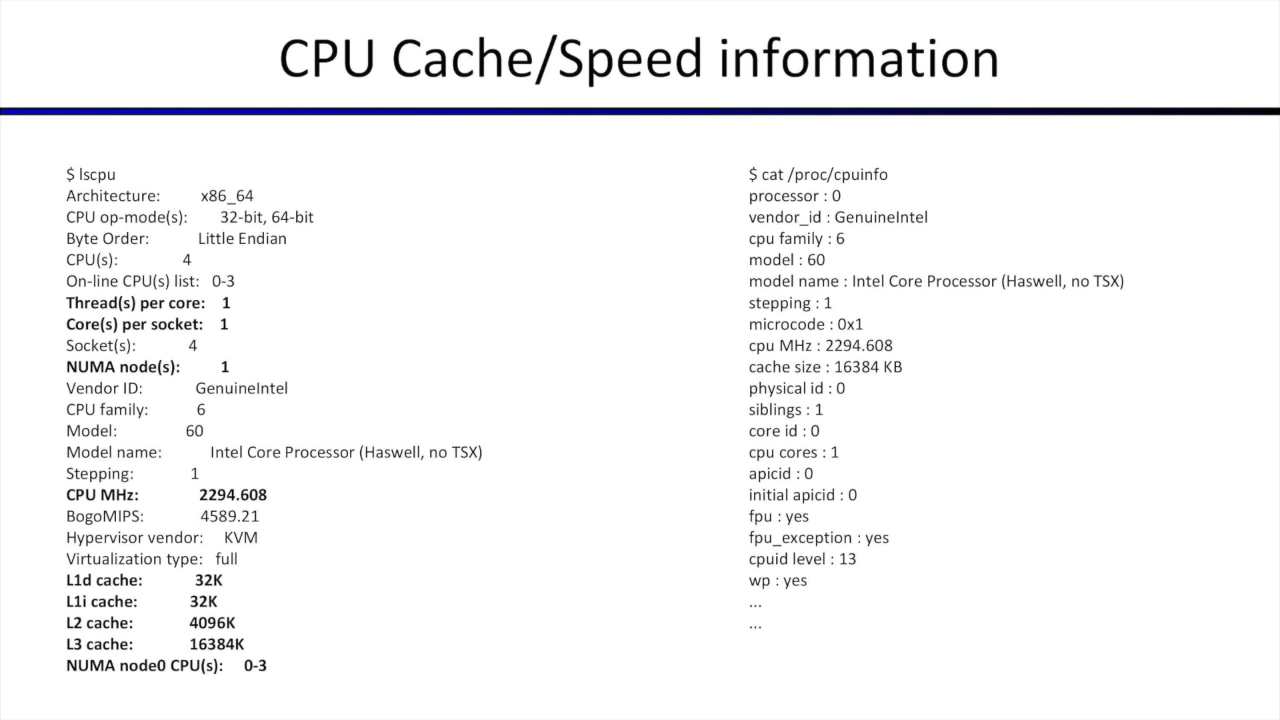 CPU Cache/Speed information
$ lscpu
Architecture: x86_64
CPU op-mode(s): 32-bit, 64-bit
Byte Order: Little Endian
CPU(s): 4
On-line CPU(s) list: 0-3
Thread(s) per core: 1
Core(s) per socket: 1
Socket(s): 4
NUMA node(s): 1
Vendor ID: GenuineIntel
CPU family: 6
Model: 60
Model name: Intel Core Processor (Haswell, no TSX)
Stepping: 1
CPU MHz: 2294.608
BogoMIPS: 4589.21
Hypervisor vendor: KVM
Virtualization type: full
L1d cache: 32K
L1i cache: 32K
L2 cache: 4096K
L3 cache: 16384K
NUMA node0 CPU(s): 0-3
$ cat /proc/cpuinfo
processor : 0
vendor_id : GenuineIntel
cpu family : 6
model : 60
model name : Intel Core Processor (Haswell, no TSX)
stepping : 1
microcode : 0x1
cpu MHz : 2294.608
cache size : 16384 KB
physical id : 0
siblings : 1
core id : 0
cpu cores : 1
apicid : 0
initial apicid : 0
fpu : yes
fpu_exception : yes
cpuid level : 13
wp : yes
...
...